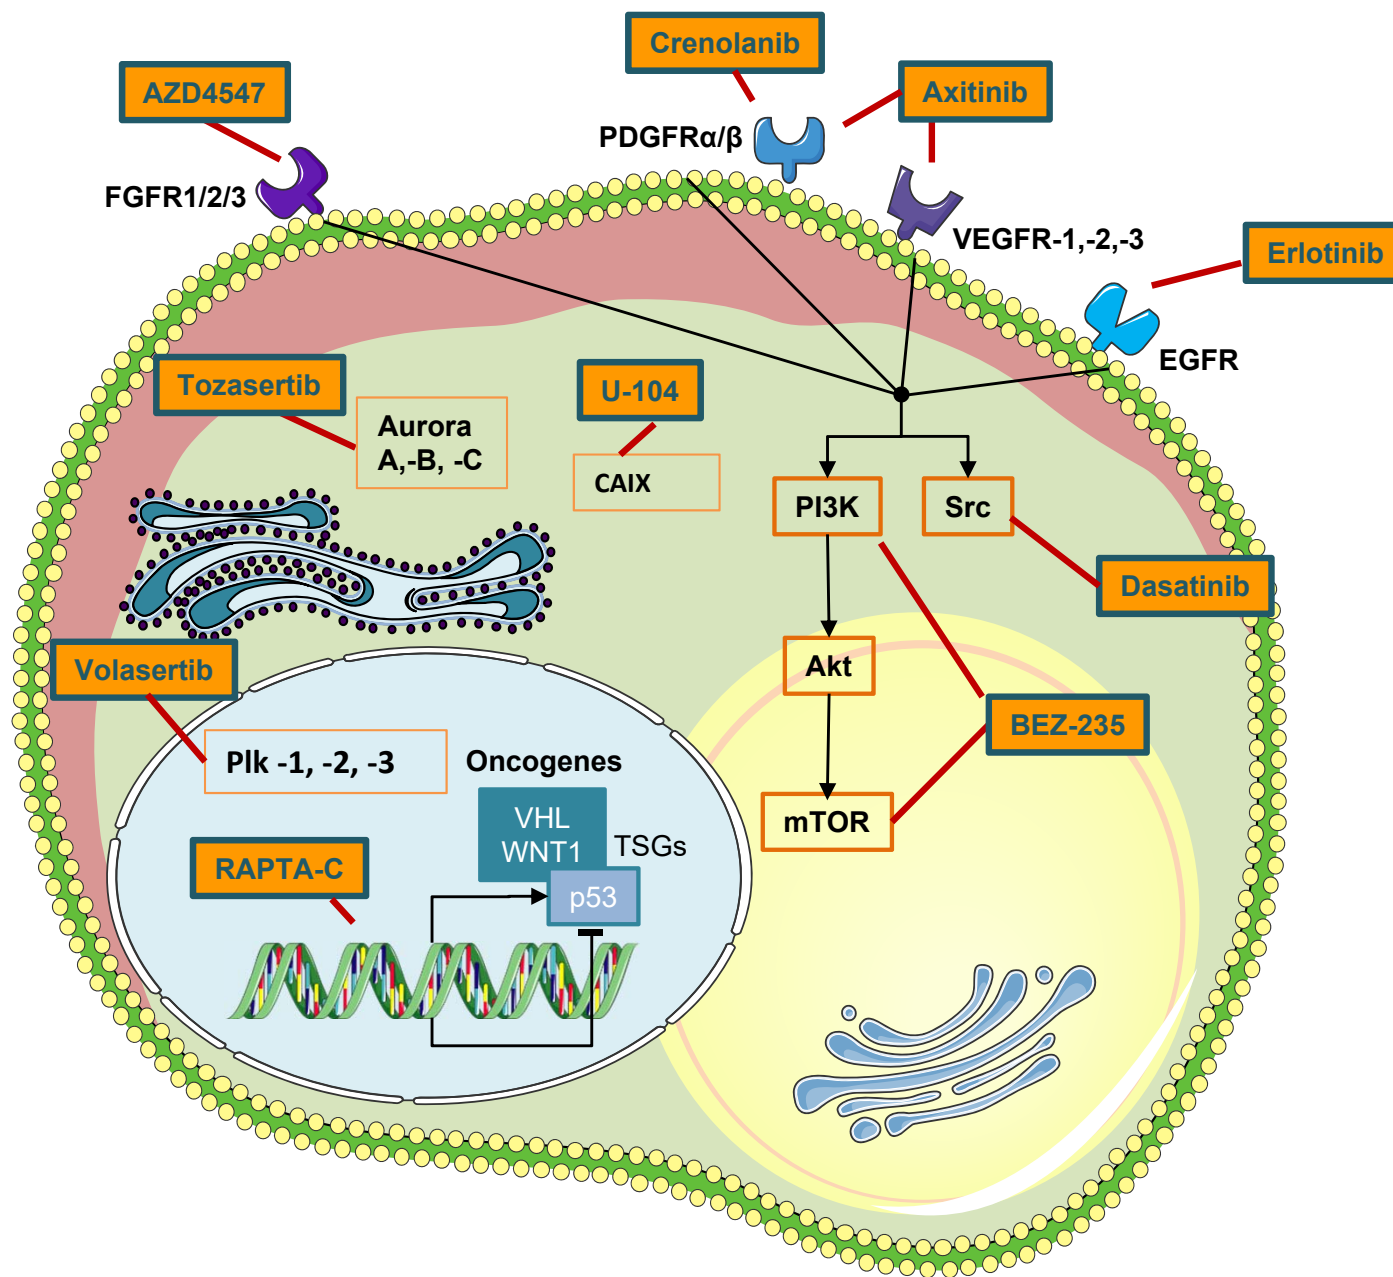 Crenolanib
AZD4547
Axitinib
PDGFRα/β
FGFR1/2/3
VEGFR-1,-2,-3
Erlotinib
EGFR
Tozasertib
U-104
Aurora
A,-B, -C
CAIX
PI3K
Src
Dasatinib
Volasertib
Akt
BEZ-235
Plk -1, -2, -3
Oncogenes
VHL
WNT1
TSGs
mTOR
RAPTA-C
p53